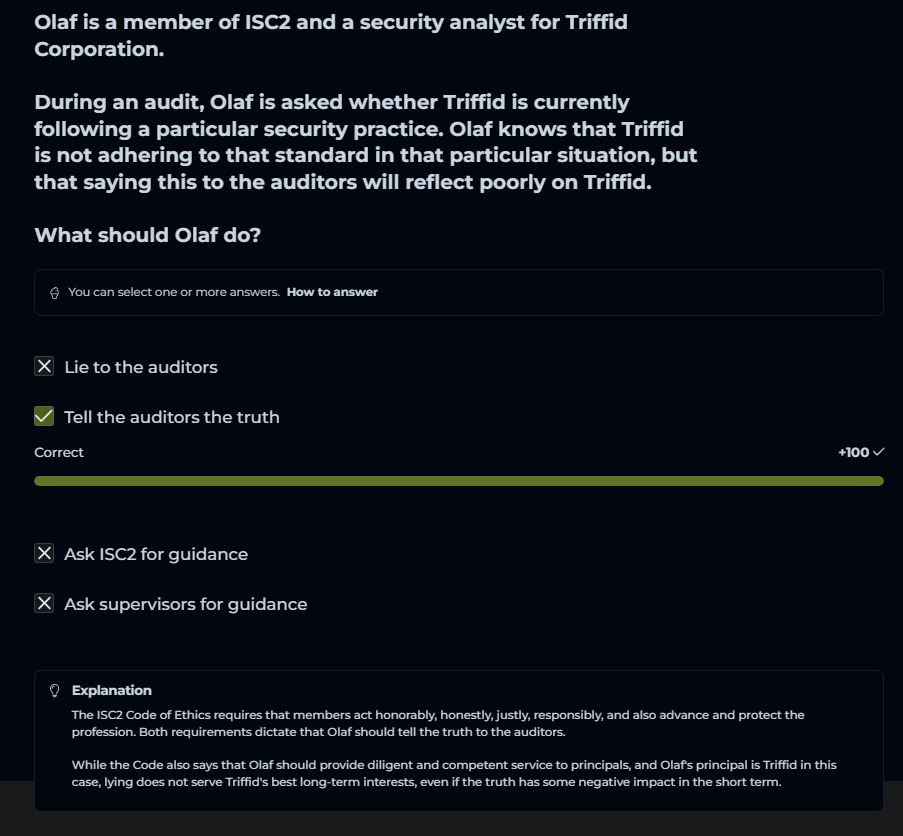 Olaf is a member of ISC2 and a security analyst for Triffid
Corporation.
During an audit, Olaf is asked whether Triffid is currently
following a particular security practice. Olaf knows that Triffid
is not adhering to that standard in that particular situation, but
that saying this to the auditors will reflect poorly on Triffid.
What should Olaf do?
You can select one or more answers. How to answer
Lie to the auditors
Tell the auditors the truth
Correct +100
Ask ISC2 for guidance
Ask supervisors for guidance
Explanation
The ISC2 Code of Ethics requires that members act honorably, honestly, justly, responsibly, and also advance and protect the
profession. Both requirements dictate that Olaf should tell the truth to the auditors.
While the Code also says that Olaf should provide diligent and competent service to principals, and Olaf's principal is Triffid in this
case, lying does not serve Triffid's best long-term interests, even if the truth has some negative impact in the short term.